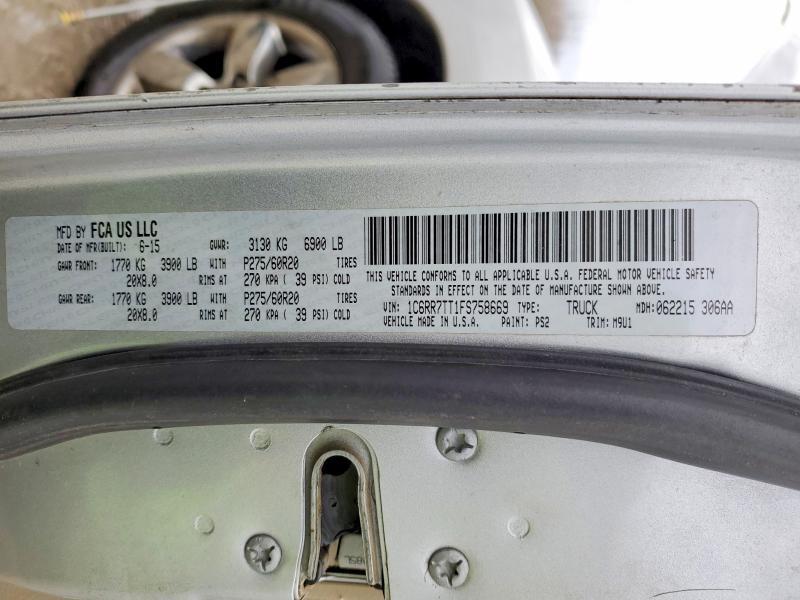 MFD BY FCA US LLC
DATE OF MFR(BUILT): 6-15 GVWR: 3130 KG 6900 LB
GAWR FRONT: 1770 KG 3900 LB WITH P275/60R20 TIRES
20X8.0 RIMS AT 270 KPA ( 39 PSI) COLD
GAWR REAR: 1770 KG 3900 LB WITH P275/60R20 TIRES
20X8.0 RIMS AT 270 KPA ( 39 PSI) COLD
THIS VEHICLE CONFORMS TO ALL APPLICABLE U.S.A. FEDERAL MOTOR VEHICLE SAFETY
STANDARDS IN EFFECT ON THE DATE OF MANUFACTURE SHOWN ABOVE.
VIN: 1C6RR7TT1FS758669 TYPE: TRUCK MDH:062215 306AA
VEHICLE MADE IN U.S.A. PAINT: PS2 TRIM: M9U1